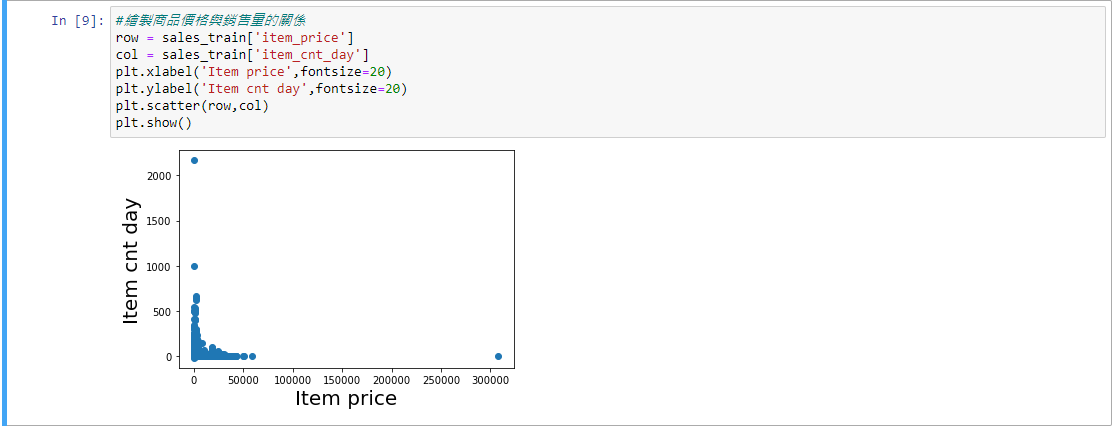 In [9]:
#繪製商品價格與銷售量的關係
row = sales_train['item_price']
col = sales_train['item_cnt_day']
plt.xlabel('Item price',fontsize=20)
plt.ylabel('Item cnt day',fontsize=20)
plt.scatter(row,col)
plt.show()
Item cnt day
2000
1500
1000
500
0
0 50000 100000 150000 200000 250000 300000
Item price